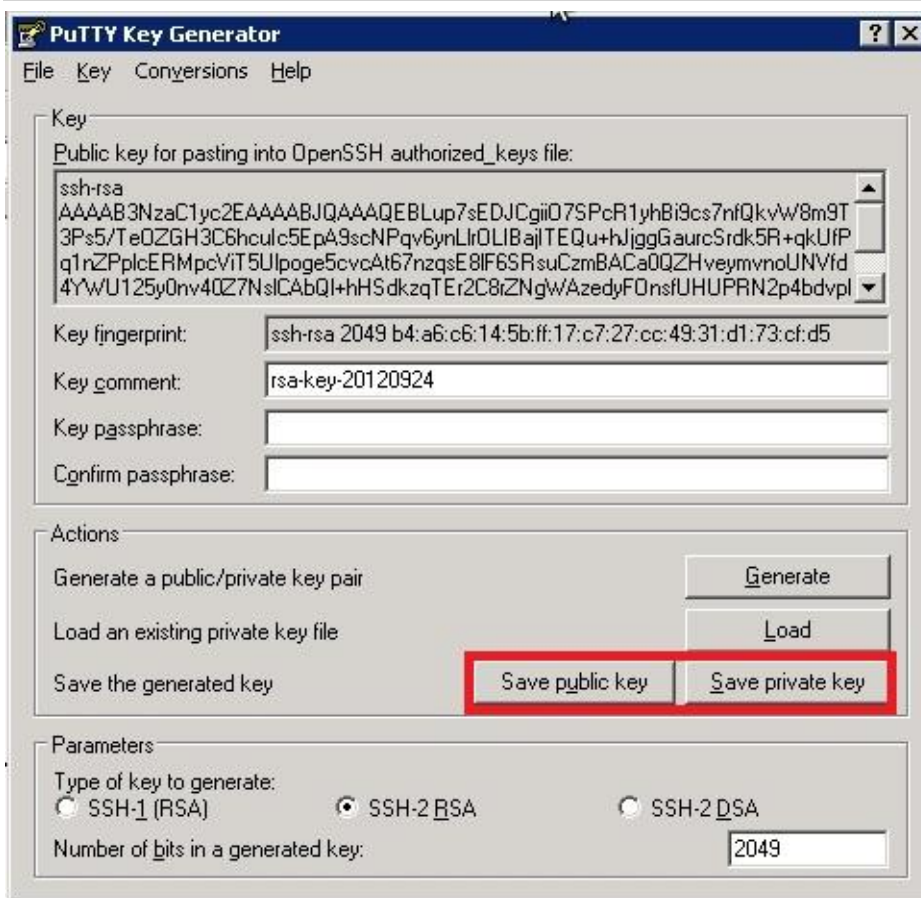 PuTTY Key Generator
File Key Conversions Help
Key
Public key for pasting into OpenSSH authorized_keys file:
ssh-rsa
AAAAB3NzaC1yc2EAAAABJQAAAQEBLup7sEDJCgiiO7SPcR1yhBi9cs7nfQkvW8m9T
3Ps5/TeOZGH3C6hculc5EpA9scNPqv6ynLIrOLIBajITEQu+hJjggGaurcSrdk5R+qkUfP
q1nZPplcERMpcViT5UIpoge5cvcAt67nzqsE8IF6SRsuCzmBACa0QZHveymvnoUNVfd
4YWU125y0nv40Z7NslCAbQI+hHSdkzqTEr2C8rZNgWAzedyFOnsfUHUPRN2p4bdvpl
Key fingerprint: ssh-rsa 2049 b4:a6:c6:14:5b:ff:17:c7:27:cc:49:31:d1:73:cf:d5
Key comment: rsa-key-20120924
Key passphrase:
Confirm passphrase:
Actions
Generate a public/private key pair Generate
Load an existing private key file Load
Save the generated key Save public key Save private key
Parameters
Type of key to generate:
SSH-1 (RSA) SSH-2 RSA SSH-2 DSA
Number of bits in a generated key: 2049